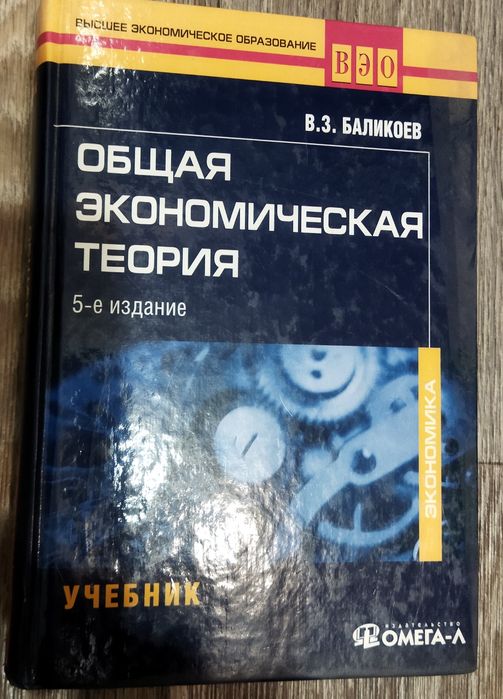 ВЫСШЕЕ ЭКОНОМИЧЕСКОЕ ОБРАЗОВАНИЕ
ВЭО
В.З. БАЛИКОЕВ
ОБЩАЯ
ЭКОНОМИЧЕСКАЯ
ТЕОРИЯ
5-е издание
ЭКОНОМИКА
УЧЕБНИК
ИЗДАТЕЛЬСТВО
ОМЕГА-Л